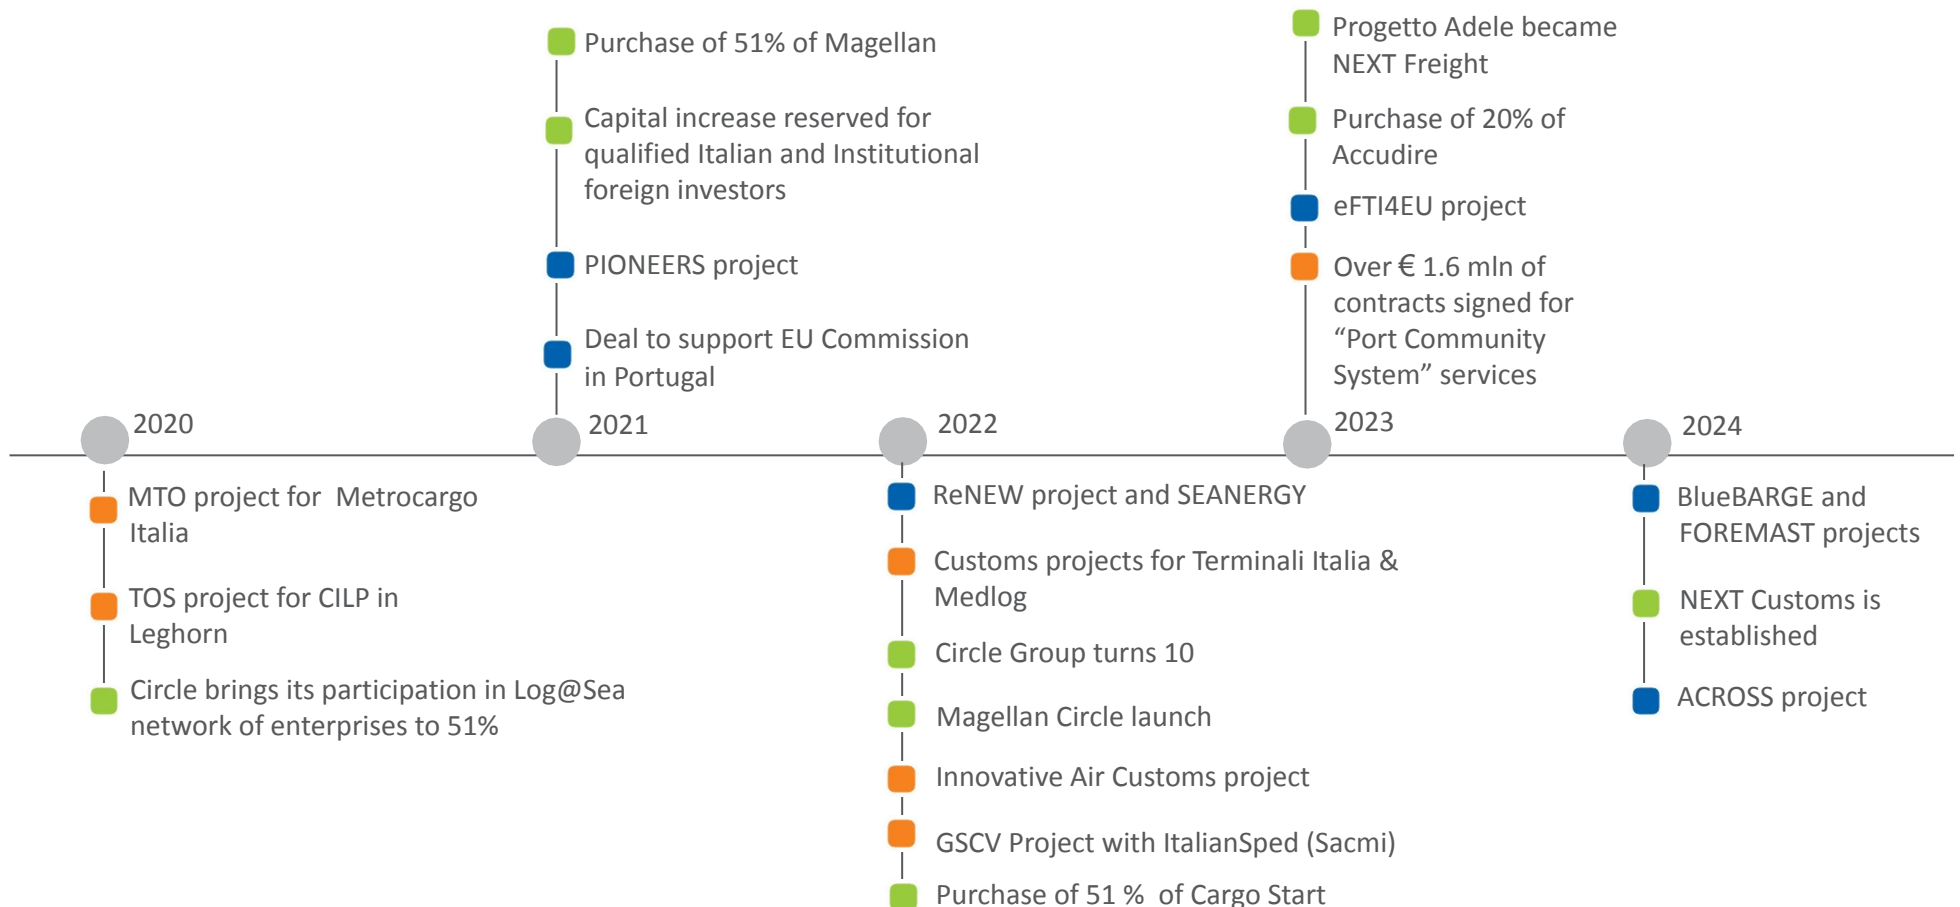 Purchase of 51% of Magellan
Capital increase reserved for
qualified Italian and Institutional
foreign investors
PIONEERS project
Deal to support EU Commission
in Portugal
Progetto Adele became
NEXT Freight
Purchase of 20% of
Accudire
eFTI4EU project
Over € 1.6 mln of
contracts signed for
“Port Community
System” services
2020
2021
2022
2023
2024
MTO project for Metrocargo
Italia
TOS project for CILP in
Leghorn
Circle brings its participation in Log@Sea
network of enterprises to 51%
ReNEW project and SEANERGY
Customs projects for Terminali Italia &
Medlog
Circle Group turns 10
Magellan Circle launch
Innovative Air Customs project
GSCV Project with ItalianSped (Sacmi)
Purchase of 51 % of Cargo Start
BlueBARGE and
FOREMAST projects
NEXT Customs is
established
ACROSS project